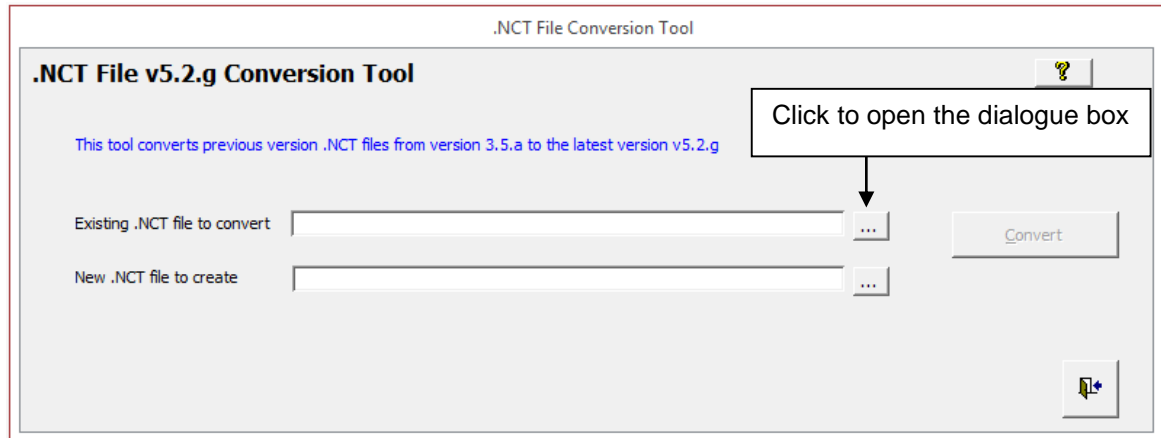 .NCT File Conversion Tool
.NCT File v5.2.g Conversion Tool
?
Click to open the dialogue box
This tool converts previous version .NCT files from version 3.5.a to the latest version v5.2.g
Existing .NCT file to convert
...
Convert
New .NCT file to create
...